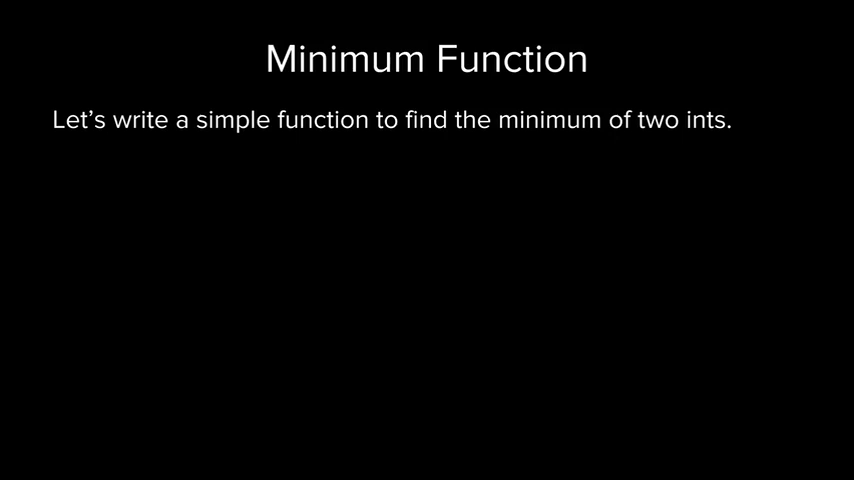 Minimum Function
Let’s write a simple function to find the minimum of two ints.